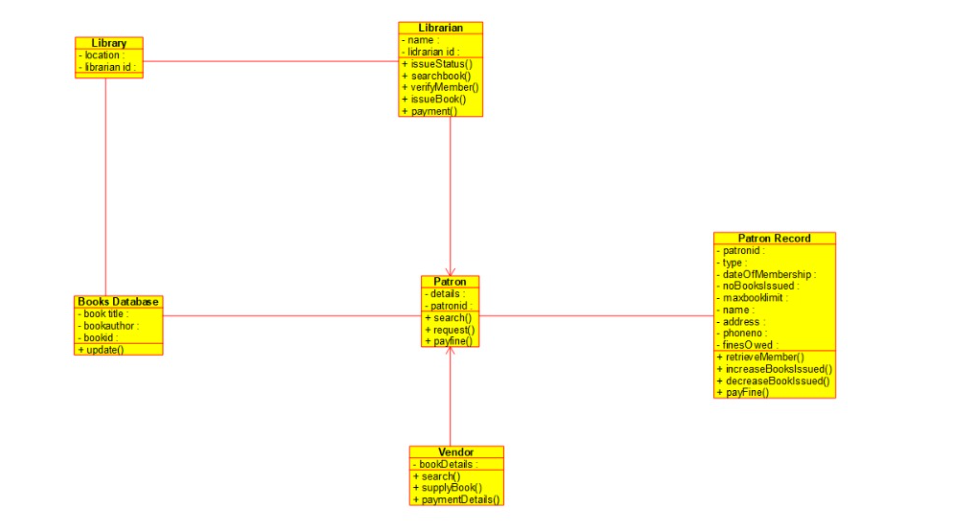 Library
- location :
- librarian id :
Librarian
- name :
- lidrarian id :
+ issueStatus()
+ searchbook()
+ verifyMember()
+ issueBook()
+ payment()
Patron Record
- patronid :
- type :
- dateOfMembership :
- noBooksIssued :
- maxbooklimit :
- name :
- address :
- phoneno :
- finesOwed :
+ retrieveMember()
+ increaseBooksIssued()
+ decreaseBookIssued()
+ payFine()
Books Database
- book title :
- bookauthor :
- bookid :
+ update()
Patron
- details :
- patronid :
+ search()
+ request()
+ payfine()
Vendor
- bookDetails :
+ search()
+ supplyBook()
+ paymentDetails()